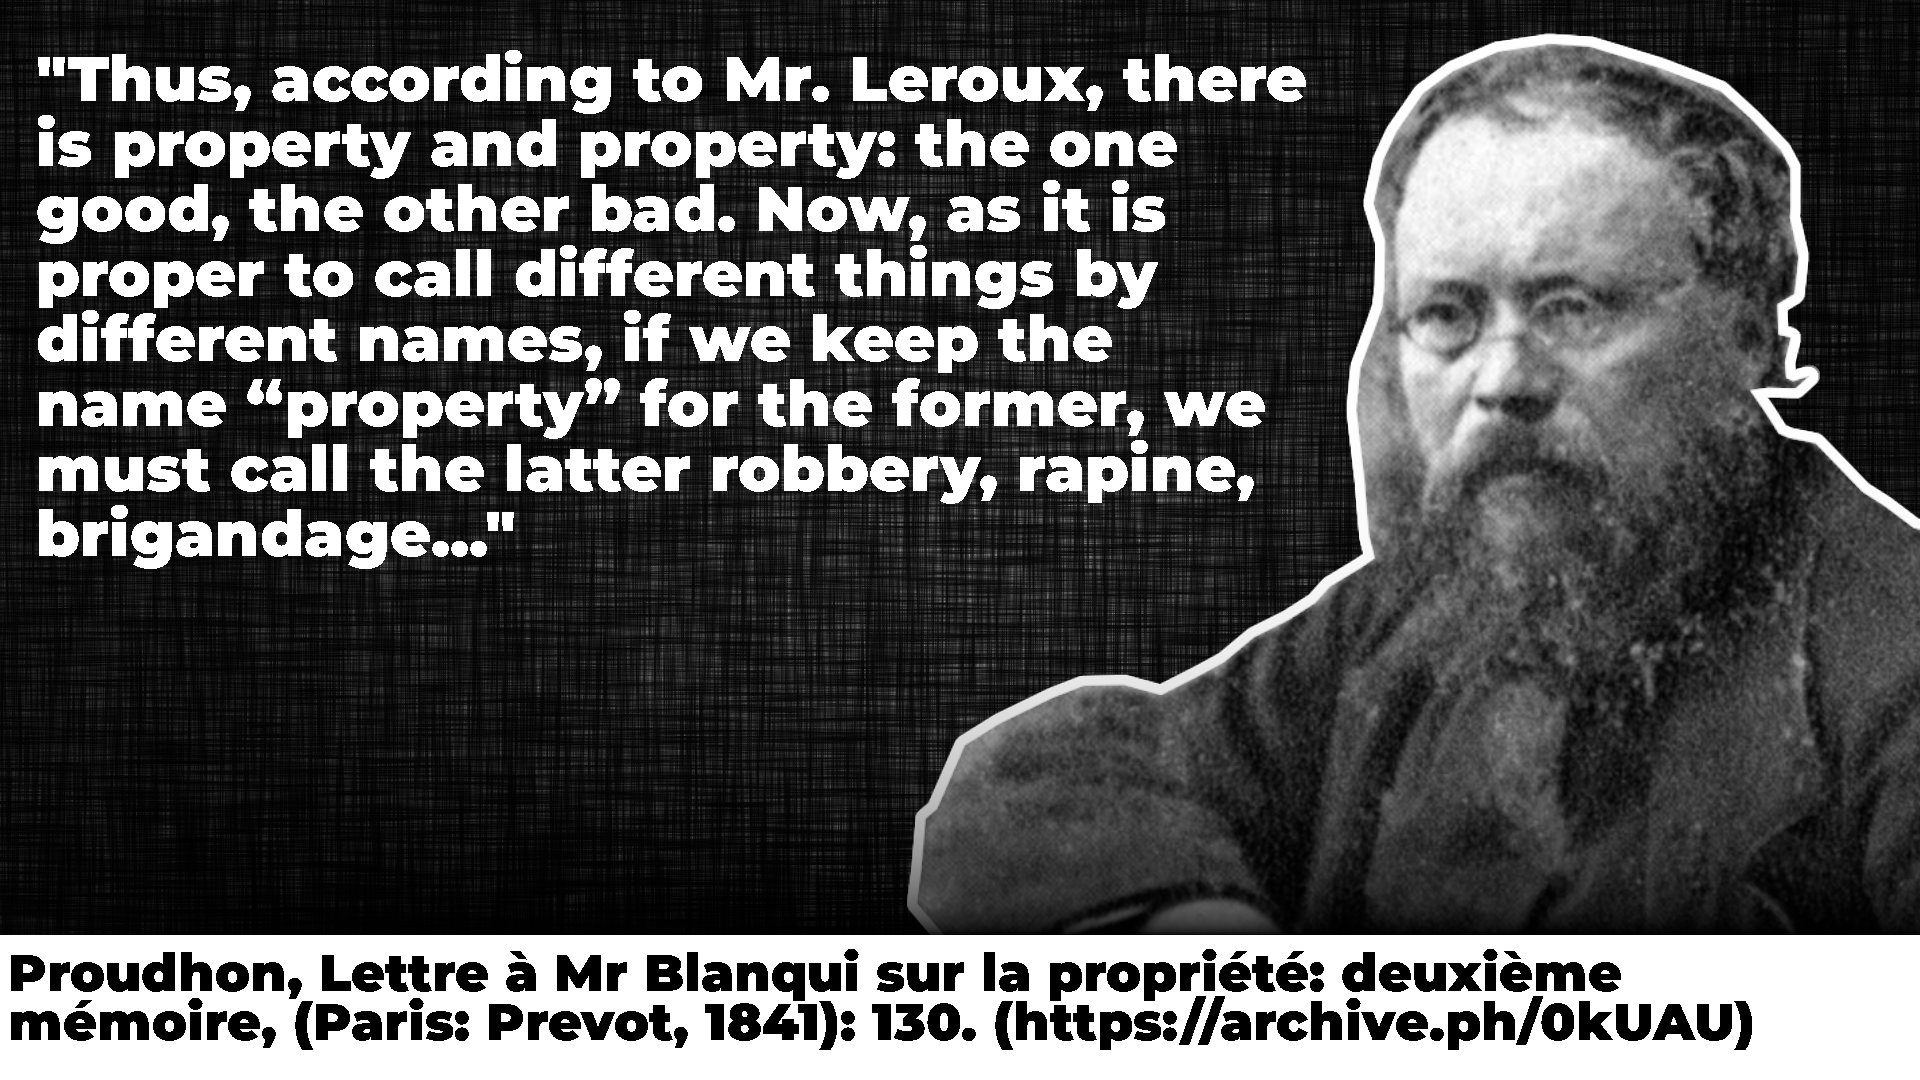 "Thus, according to Mr. Leroux, there
is property and property: the one
good, the other bad. Now, as it is
proper to call different things by
different names, if we keep the
name “property” for the former, we
must call the latter robbery, rapine,
brigandage..."
Proudhon, Lettre à Mr Blanqui sur la propriété: deuxième
mémoire, (Paris: Prevot, 1841): 130. (https://archive.ph/0kUAU)